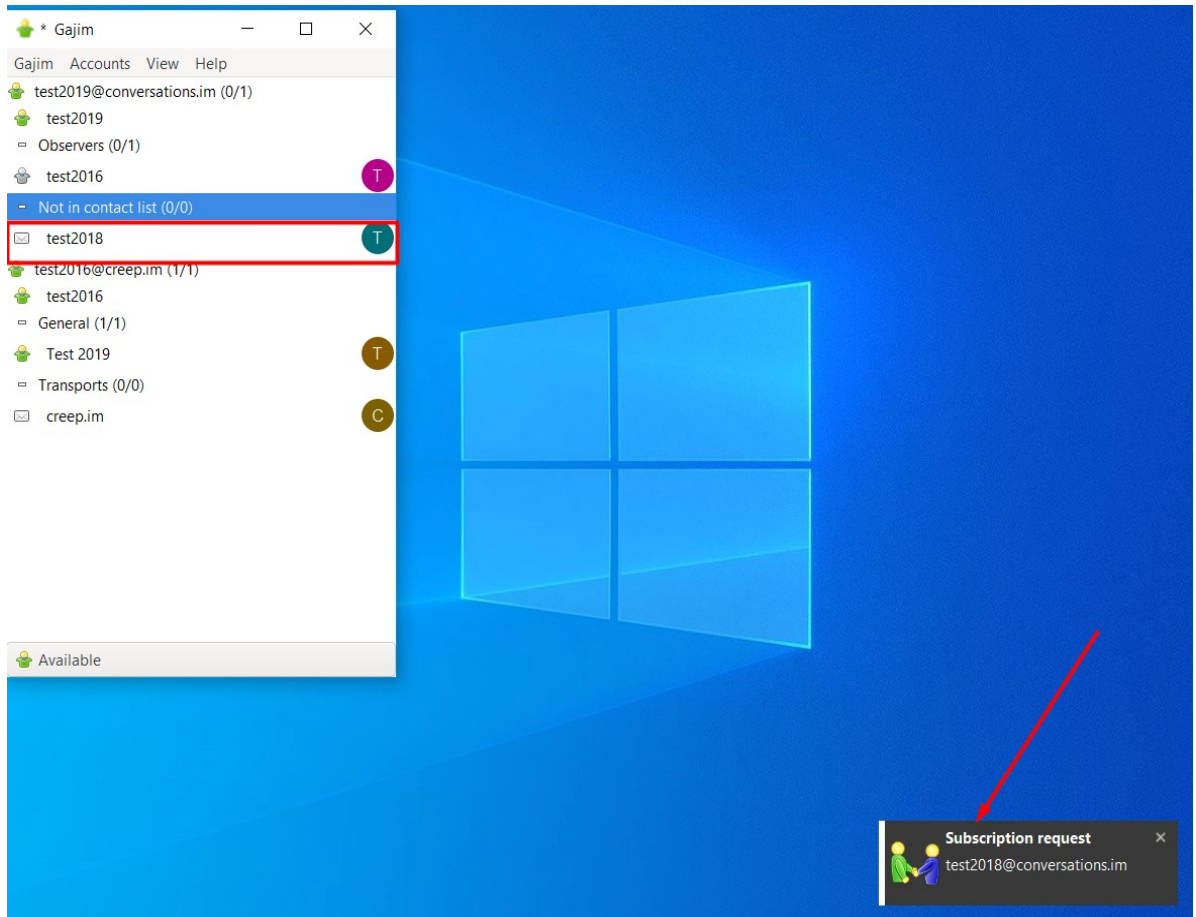 * Gajim
Gajim Accounts View Help
test2019@conversations.im (0/1)
test2019
Observers (0/1)
test2016
T
Not in contact list (0/0)
test2018
T
test2016@creep.im (1/1)
test2016
General (1/1)
Test 2019
T
Transports (0/0)
creep.im
C
Available
Subscription request
test2018@conversations.im